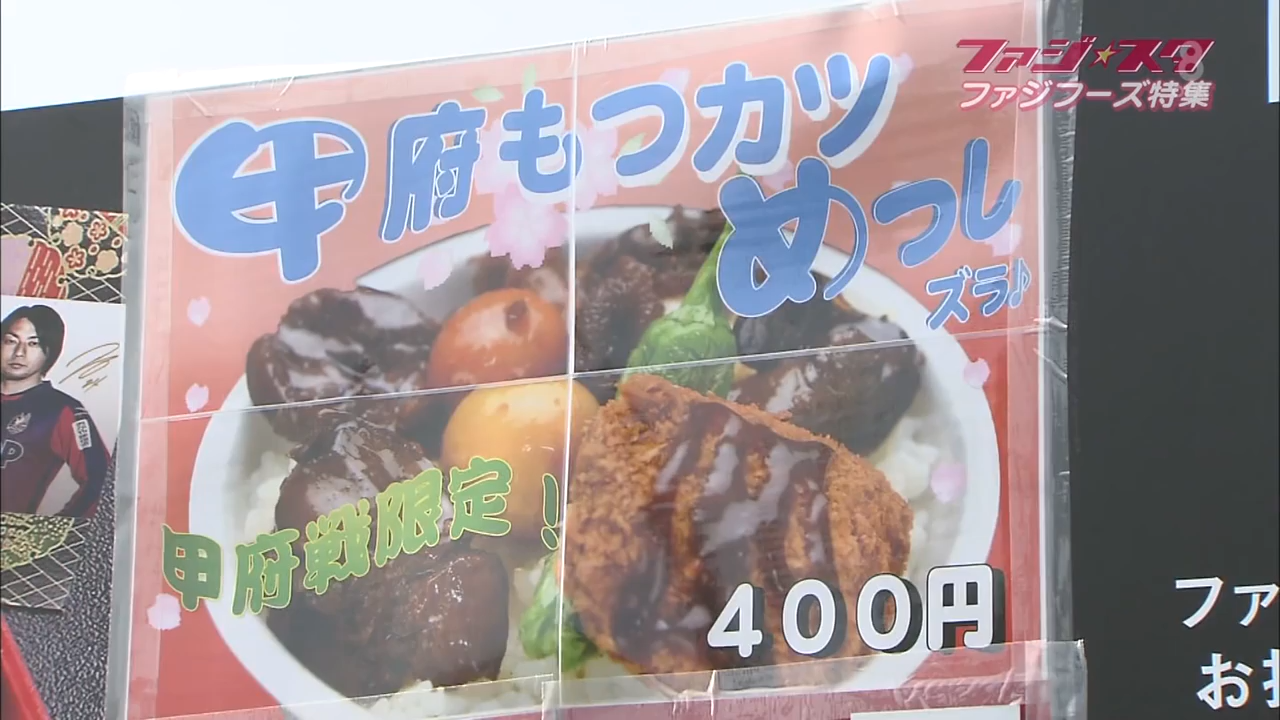 ファジ★スタ
8
ファジフーズ特集
甲府もつカツ
めつし
ズラ♪
甲府戦限定!
400円
ファ
お